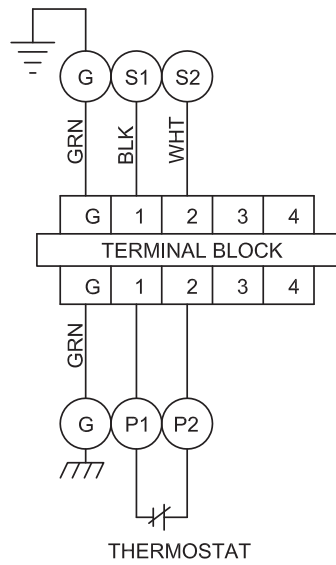 G S1 S2
GRN BLK WHT
G 1 2 3 4
TERMINAL BLOCK
G 1 2 3 4
GRN
G P1 P2
THERMOSTAT